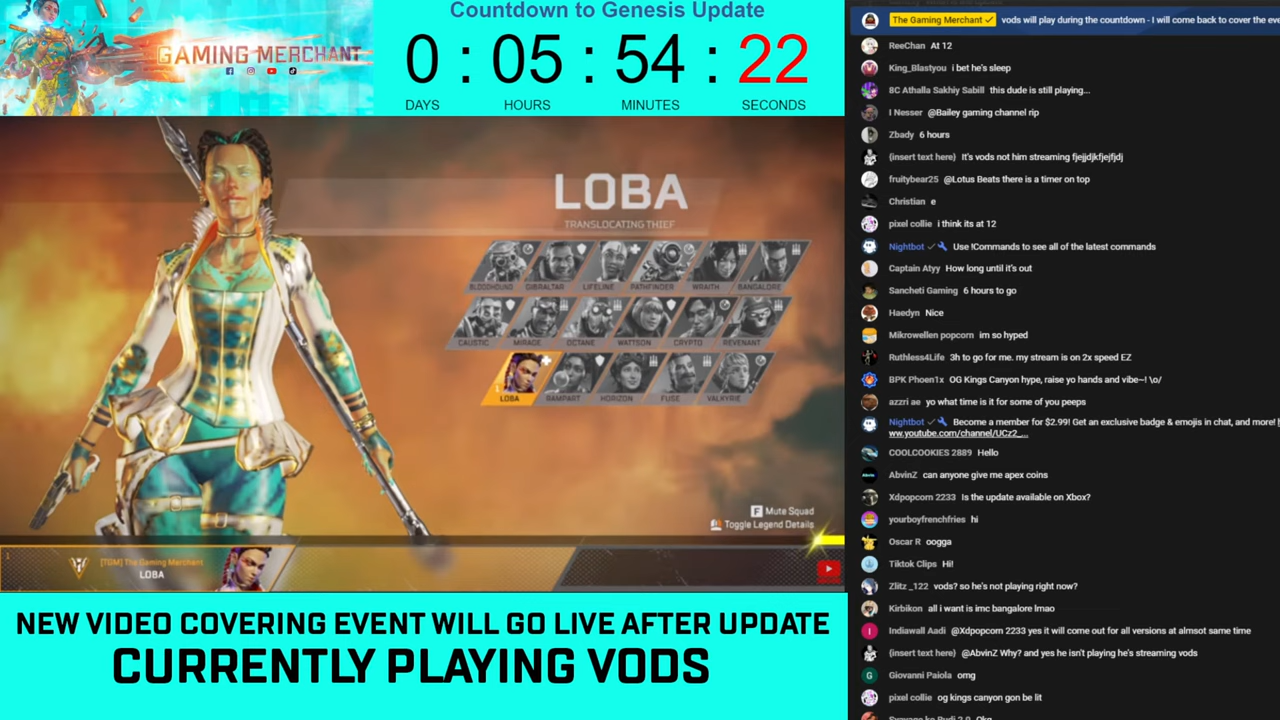 Countdown to Genesis Update
GAMING MERCHANT
0 : 05 : 54 : 22
DAYS HOURS MINUTES SECONDS
LOBA
TRANSLOCATING THIEF
BLOODHOUND GIBRALTAR LIFELINE PATHFINDER WRAITH BANGALORE
CAUSTIC MIRAGE OCTANE WATTSON CRYPTO REVENANT
1
LOBA RAMPART HORIZON FUSE VALKYRIE
F Mute Squad
Toggle Legend Details
1
[TGM] The Gaming Merchant
LOBA
NEW VIDEO COVERING EVENT WILL GO LIVE AFTER UPDATE
CURRENTLY PLAYING VODS
The Gaming Merchant vods will play during the countdown - I will come back to cover the eve
ReeChan At 12
King_Blastyou i bet he's sleep
8C Athalla Sakhiy Sabill this dude is still playing...
I Nesser @Bailey gaming channel rip
Zbady 6 hours
(insert text here) It's vods not him streaming fjejjdjkfjejfjdj
fruitybear25 @Lotus Beats there is a timer on top
Christian e
pixel collie i think its at 12
Nightbot Use !Commands to see all of the latest commands
Captain Atyy How long until it's out
Sancheti Gaming 6 hours to go
Haedyn Nice
Mikrowellen popcorn im so hyped
Ruthless4Life 3h to go for me. my stream is on 2x speed EZ
BPK Phoen1x OG Kings Canyon hype, raise yo hands and vibe~! \o/
azzri ae yo what time is it for some of you peeps
Nightbot Become a member for $2.99! Get an exclusive badge & emojis in chat, and more!
ww.youtube.com/channel/UCz2_...
COOLCOOKIES 2889 Hello
AbvinZ can anyone give me apex coins
Xdpopcorn 2233 Is the update available on Xbox?
yourboyfrenchfries hi
Oscar R oogga
Tiktok Clips Hi!
Zlitz _122 vods? so he's not playing right now?
Kirbikon all i want is imc bangalore lmao
I Indiawall Aadi @Xdpopcorn 2233 yes it will come out for all versions at almsot same time
(insert text here) @AbvinZ Why? and yes he isn't playing he's streaming vods
G Giovanni Paiola omg
pixel collie og kings canyon gon be lit